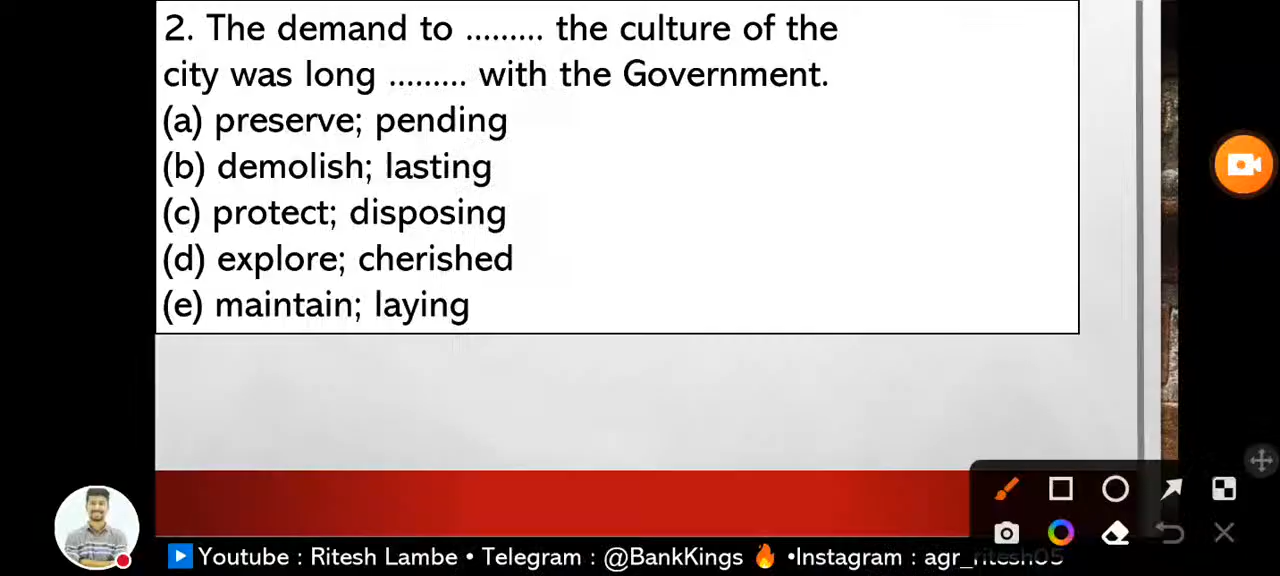 2. The demand to ......... the culture of the
city was long ......... with the Government.
(a) preserve; pending
(b) demolish; lasting
(c) protect; disposing
(d) explore; cherished
(e) maintain; laying
Youtube : Ritesh Lambe • Telegram : @BankKings 🔥 •Instagram : agr_ritesh05